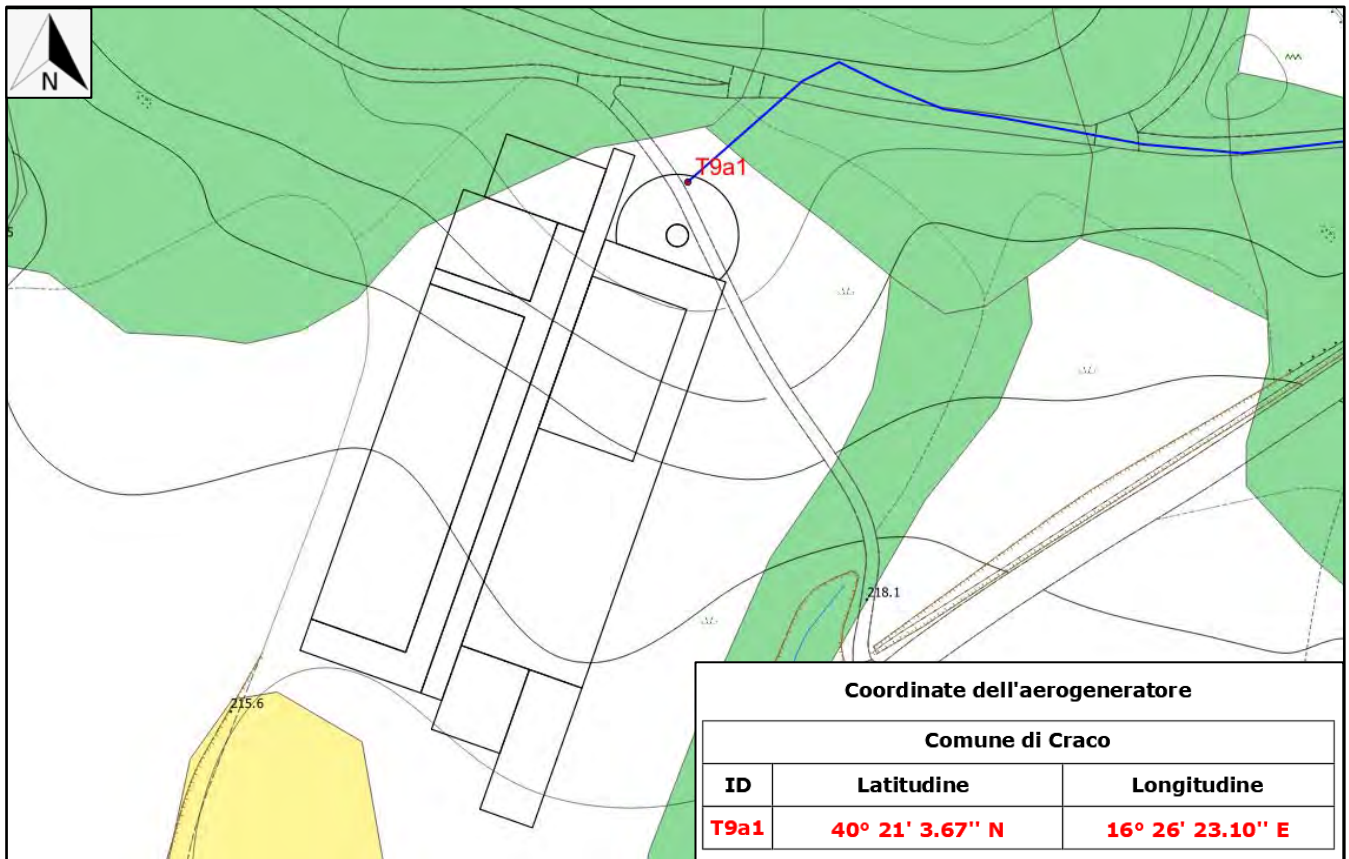 N
T9a1
5
218.1
215.6
Coordinate dell'aerogeneratore
Comune di Craco
ID Latitudine Longitudine
T9a1 40° 21' 3.67'' N 16° 26' 23.10'' E